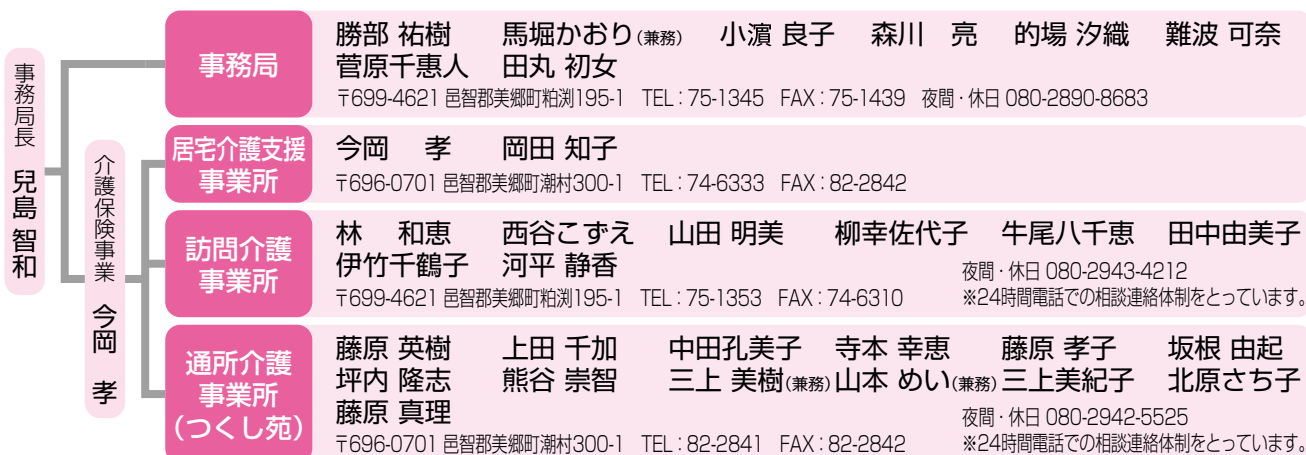 事務局長 兒島 智和
介護保険事業 今岡 孝
事務局
勝部 祐樹 馬堀かおり(兼務) 小濵 良子 森川 亮 的場 汐織 難波 可奈
菅原千惠人 田丸 初女
〒699-4621 邑智郡美郷町粕渕195-1 TEL：75-1345 FAX：75-1439 夜間・休日 080-2890-8683
居宅介護支援
事業所
今岡 孝 岡田 知子
〒696-0701 邑智郡美郷町潮村300-1 TEL：74-6333 FAX：82-2842
訪問介護
事業所
林 和恵 西谷こずえ 山田 明美 柳幸佐代子 牛尾八千恵 田中由美子
伊竹千鶴子 河平 静香
夜間・休日 080-2943-4212
〒699-4621 邑智郡美郷町粕渕195-1 TEL：75-1353 FAX：74-6310 ※24時間電話での相談連絡体制をとっています。
通所介護
事業所
(つくし苑)
藤原 英樹 上田 千加 中田孔美子 寺本 幸恵 藤原 孝子 坂根 由起
坪内 隆志 熊谷 崇智 三上 美樹(兼務) 山本 めい(兼務) 三上美紀子 北原さち子
藤原 真理
夜間・休日 080-2942-5525
〒696-0701 邑智郡美郷町潮村300-1 TEL：82-2841 FAX：82-2842 ※24時間電話での相談連絡体制をとっています。